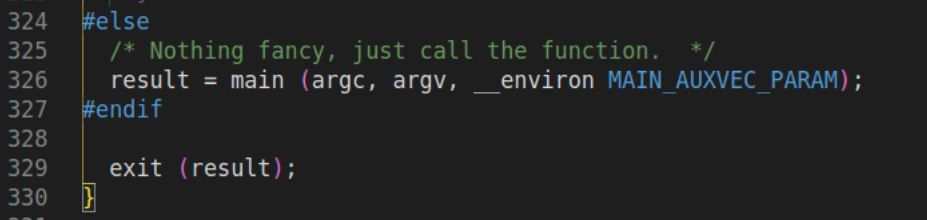 324 #else
325   /* Nothing fancy, just call the function.  */
326   result = main (argc, argv, __environ MAIN_AUXVEC_PARAM);
327 #endif
328
329   exit (result);
330 }